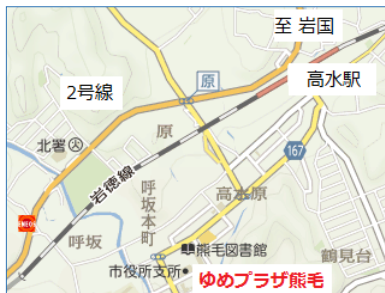 至 岩国
高水駅
2号線
原
北署
原
167
岩徳線
呼坂本町
高水原
呼坂
熊毛図書館
鶴見台
市役所支所
ゆめプラザ熊毛